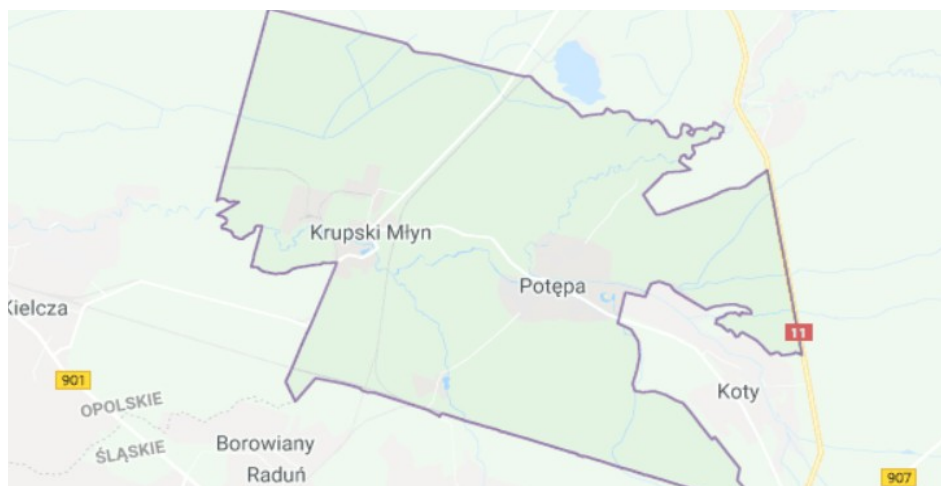 Krupski Młyn
Potępa
Kielcza
11
901
OPOLSKIE
ŚLĄSKIE
Koty
Borowiany
Raduń
907